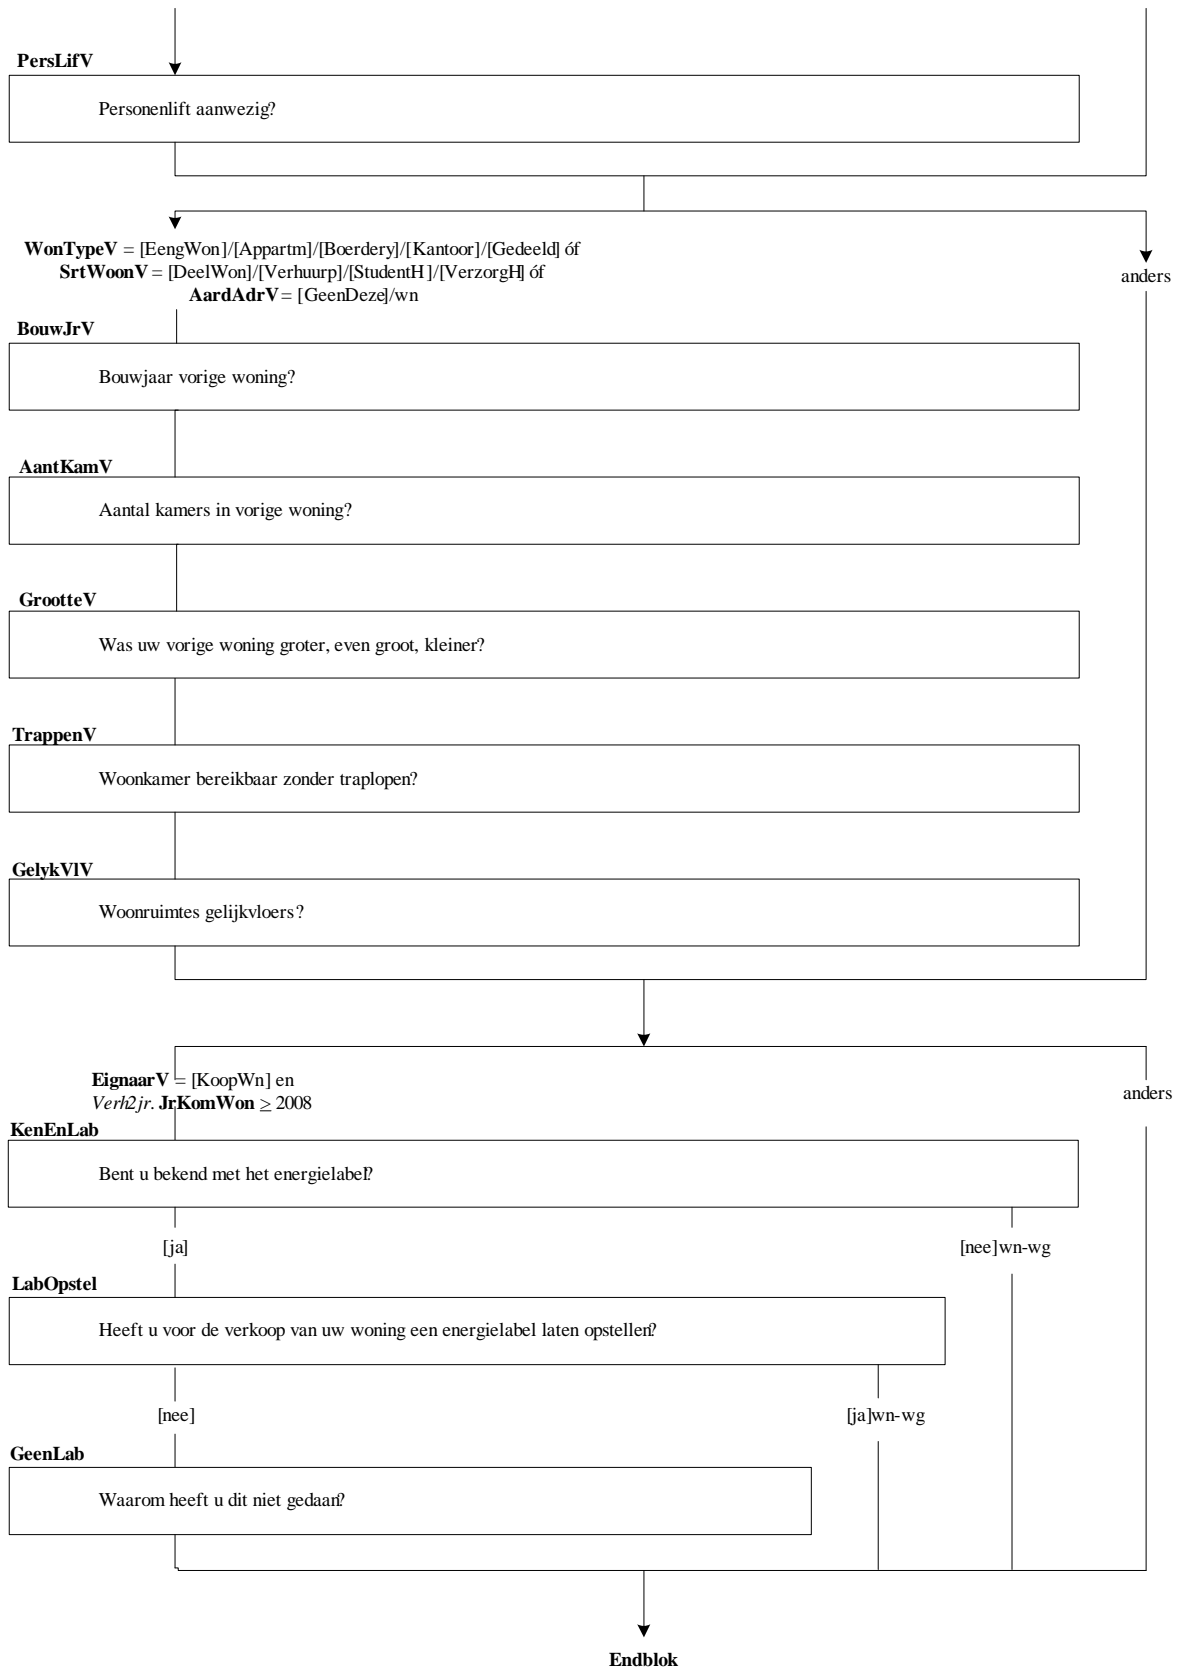 PersLifV
Personenlift aanwezig?
WonTypeV = [EengWon]/[Appartm]/[Boerdery]/[Kantoor]/[Gedeeld] óf
SrtWoonV = [DeelWon]/[Verhuurp]/[StudentH]/[VerzorgH] óf
AardAdrV = [GeenDeze]/wn
anders
BouwJrV
Bouwjaar vorige woning?
AantKamV
Aantal kamers in vorige woning?
GrootteV
Was uw vorige woning groter, even groot, kleiner?
TrappenV
Woonkamer bereikbaar zonder traplopen?
GelykVlV
Woonruimtes gelijkvloers?
EignaarV = [KoopWn] en
Verh2jr. JrKomWon ≥ 2008
anders
KenEnLab
Bent u bekend met het energielabel?
[ja]
[nee]wn-wg
LabOpstel
Heeft u voor de verkoop van uw woning een energielabel laten opstellen?
[nee]
[ja]wn-wg
GeenLab
Waarom heeft u dit niet gedaan?
Endblok